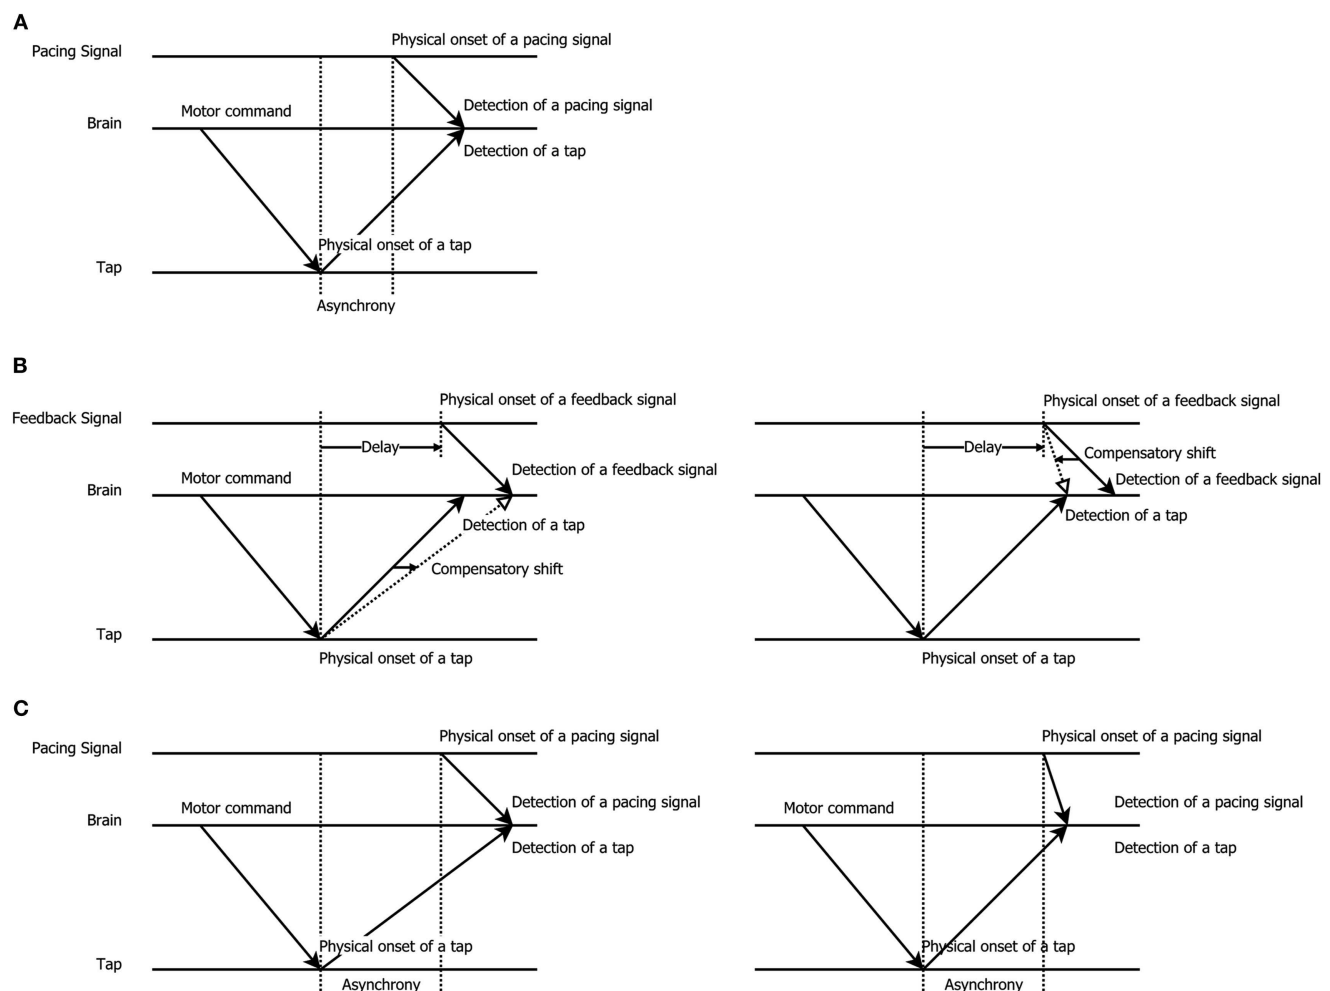 A
Physical onset of a pacing signal
Pacing Signal
Detection of a pacing signal
Motor command
Brain
Detection of a tap
Physical onset of a tap
Tap
Asynchrony
B
Physical onset of a feedback signal
Feedback Signal
Delay
Detection of a feedback signal
Motor command
Brain
Detection of a tap
Compensatory shift
Tap
Physical onset of a tap
Physical onset of a feedback signal
Delay
Compensatory shift
Detection of a feedback signal
Detection of a tap
Physical onset of a tap
C
Physical onset of a pacing signal
Pacing Signal
Detection of a pacing signal
Motor command
Brain
Detection of a tap
Physical onset of a tap
Tap
Asynchrony
Physical onset of a pacing signal
Motor command
Detection of a pacing signal
Detection of a tap
Physical onset of a tap
Asynchrony